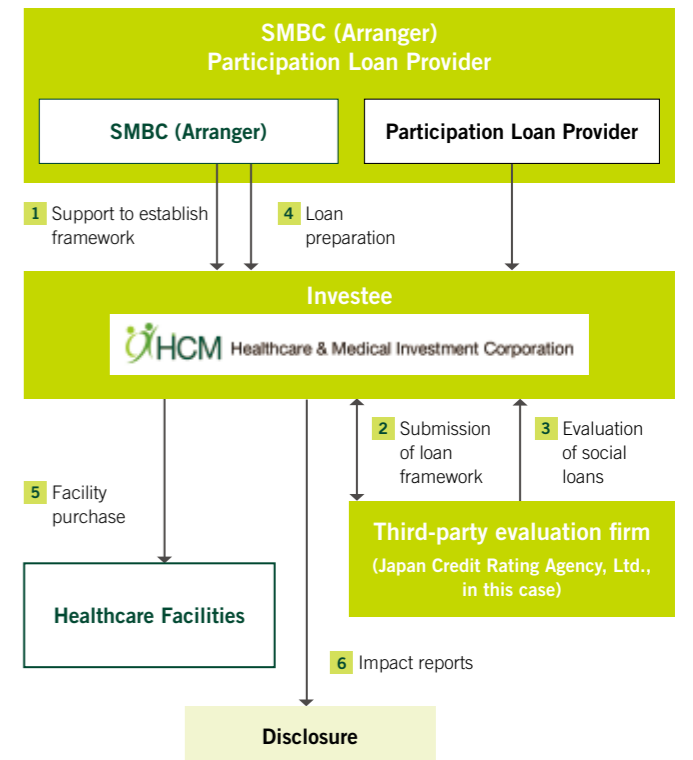 SMBC (Arranger)
Participation Loan Provider
SMBC (Arranger)
Participation Loan Provider
1 Support to establish
framework
4 Loan
preparation
Investee
HCM Healthcare & Medical Investment Corporation
2 Submission
of loan
framework
3 Evaluation
of social
loans
5 Facility
purchase
Third-party evaluation firm
(Japan Credit Rating Agency, Ltd.,
in this case)
Healthcare Facilities
6 Impact reports
Disclosure